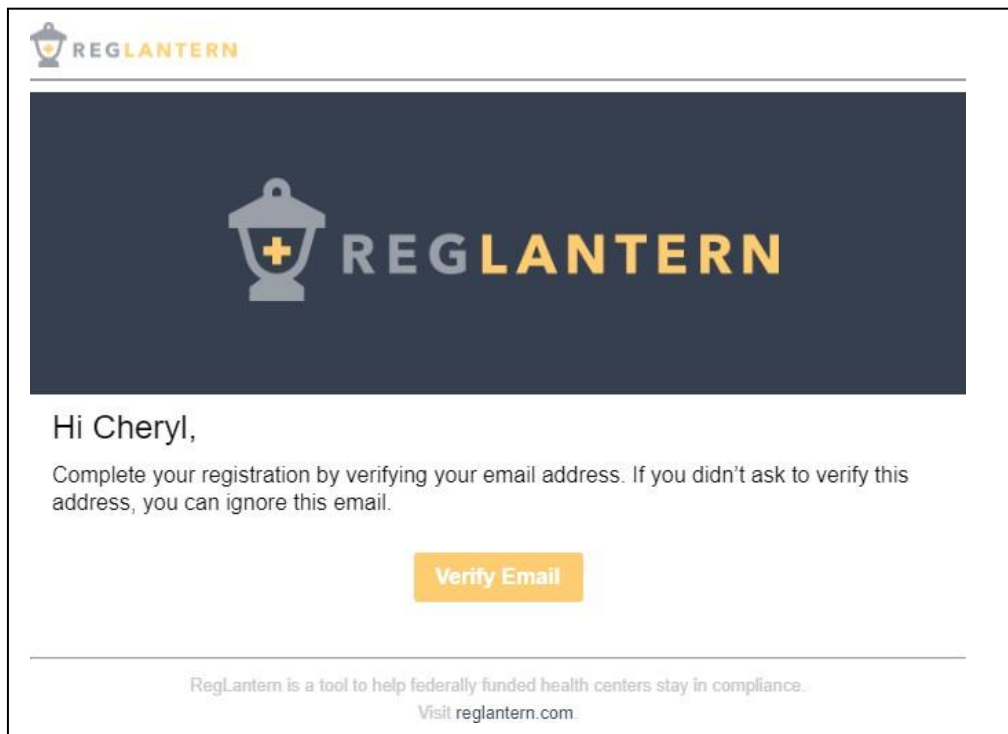 REGLANTERN
REGLANTERN
Hi Cheryl,
Complete your registration by verifying your email address. If you didn’t ask to verify this
address, you can ignore this email.
Verify Email
RegLantern is a tool to help federally funded health centers stay in compliance.
Visit reglantern.com.